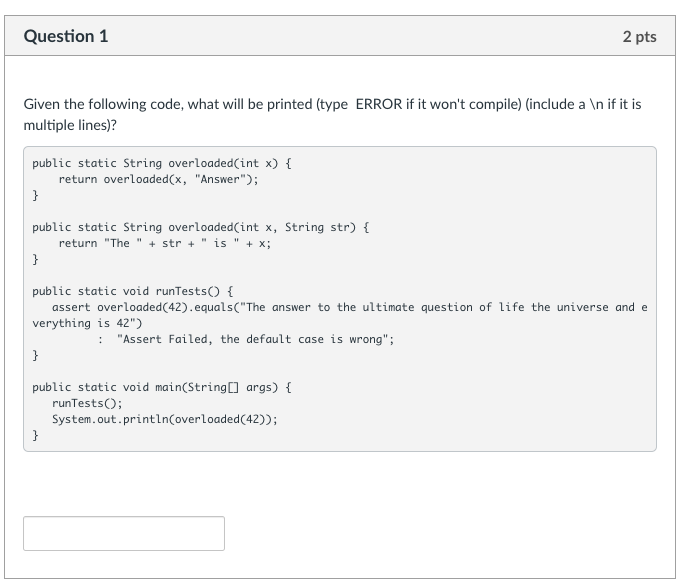 Question 1
2 pts
Given the following code, what will be printed (type  ERROR if it won't compile) (include a \n if it is
multiple lines)?
public static String overloaded(int x) {
    return overloaded(x, "Answer");
}
public static String overloaded(int x, String str) {
    return "The " + str + " is " + x;
}
public static void runTests() {
   assert overloaded(42).equals("The answer to the ultimate question of life the universe and e
verything is 42")
          :  "Assert Failed, the default case is wrong";
}
public static void main(String[] args) {
   runTests();
   System.out.println(overloaded(42));
}